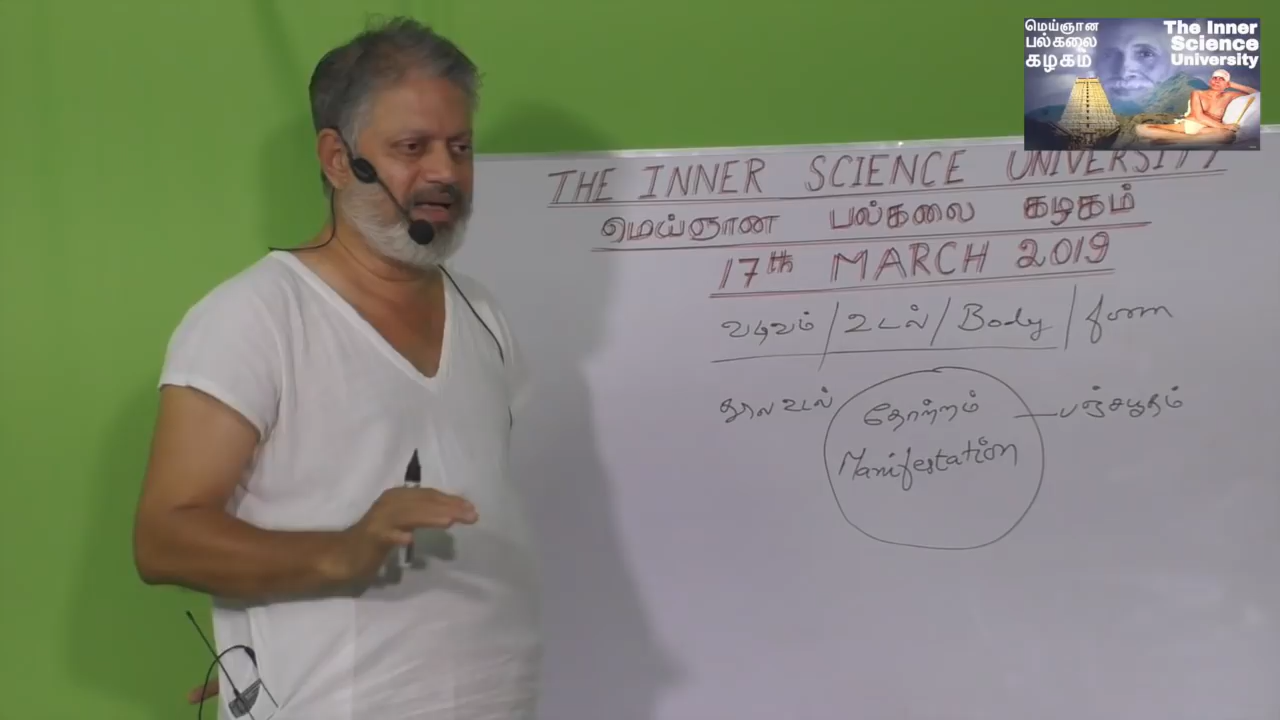 மெய்ஞான
பல்கலை
கழகம்
The Inner
Science
University
THE INNER SCIENCE UNIVERSITY
மெய்ஞான பல்கலை கழகம்
17th MARCH 2019
வடிவம் / உடல் / Body / form
தூல உடல் தோற்றம் பஞ்சபூதம்
Manifestation